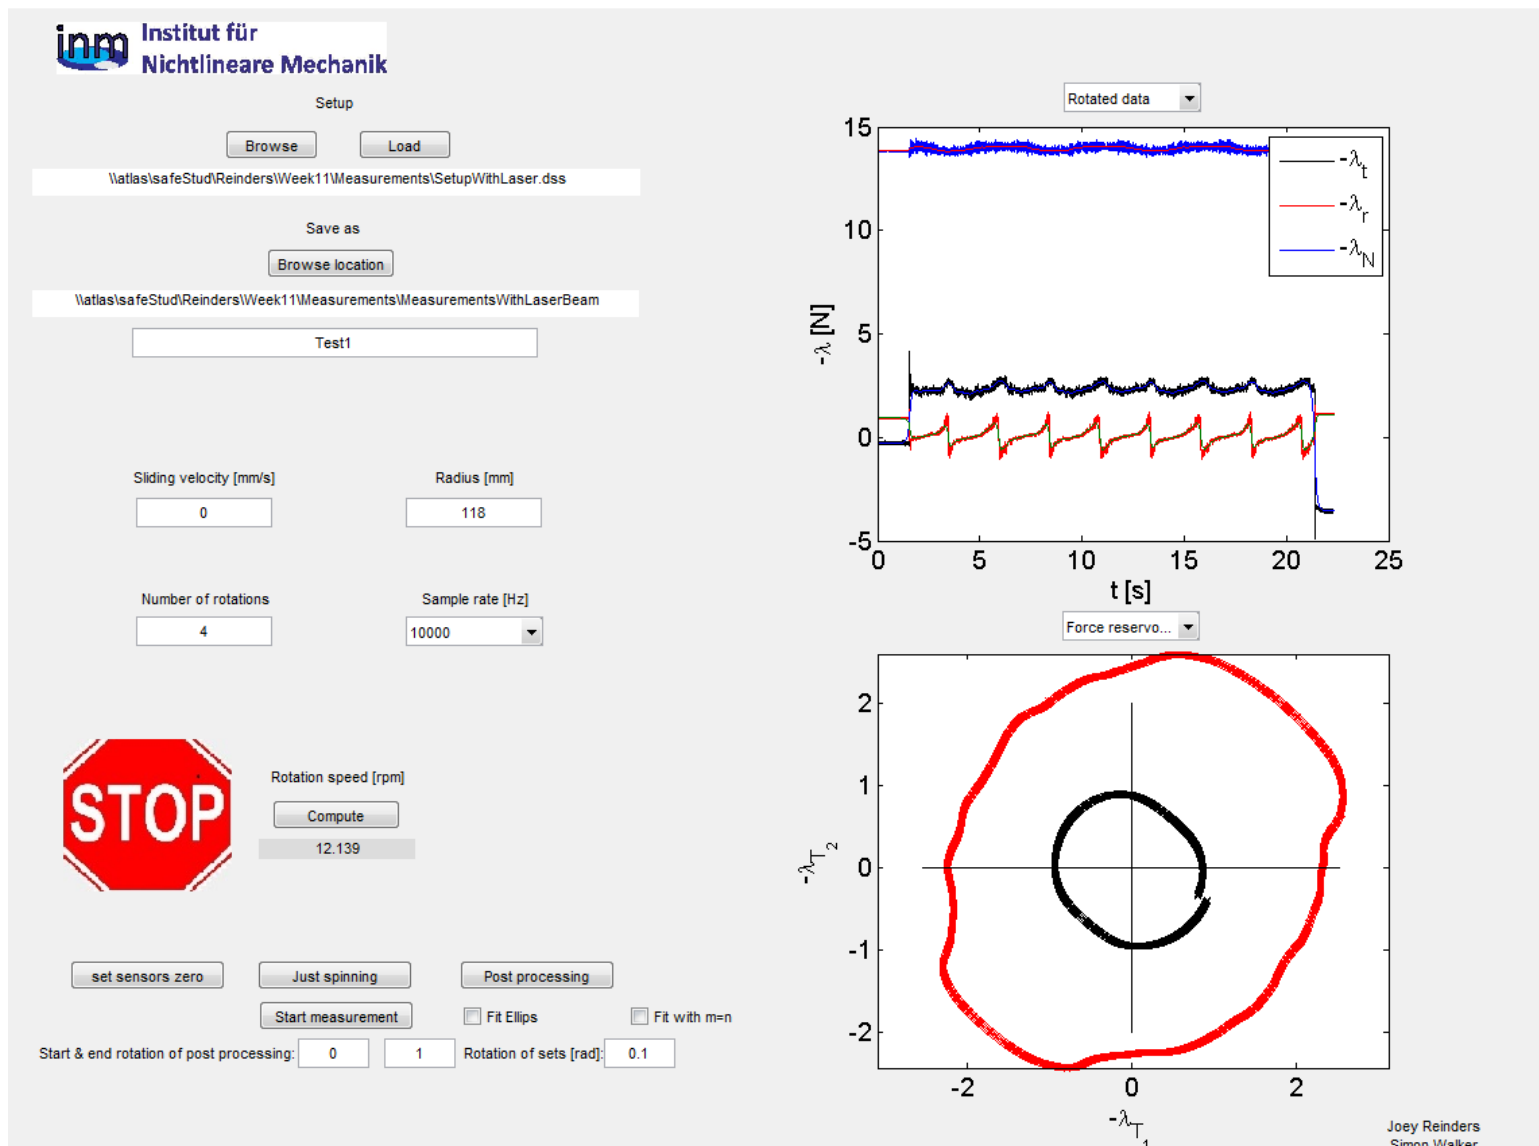 inm Institut für
Nichtlineare Mechanik
Setup
Browse Load
\\atlas\safeStud\Reinders\Week11\Measurements\SetupWithLaser.dss
Save as
Browse location
\\atlas\safeStud\Reinders\Week11\Measurements\MeasurementsWithLaserBeam
Test1
Sliding velocity [mm/s] Radius [mm]
0 118
Number of rotations Sample rate [Hz]
4 10000
STOP
Rotation speed [rpm]
Compute
12.139
set sensors zero Just spinning Post processing
Start measurement Fit Ellips Fit with m=n
Start & end rotation of post processing: 0 1 Rotation of sets [rad]: 0.1
Rotated data
15
10
5
0
-5
-λ [N]
-λt
-λr
-λN
0 5 10 15 20 25
t [s]
Force reservo...
2
1
0
-1
-2
-λT2
-2 0 2
-λT1
Joey Reinders
Simon Walker